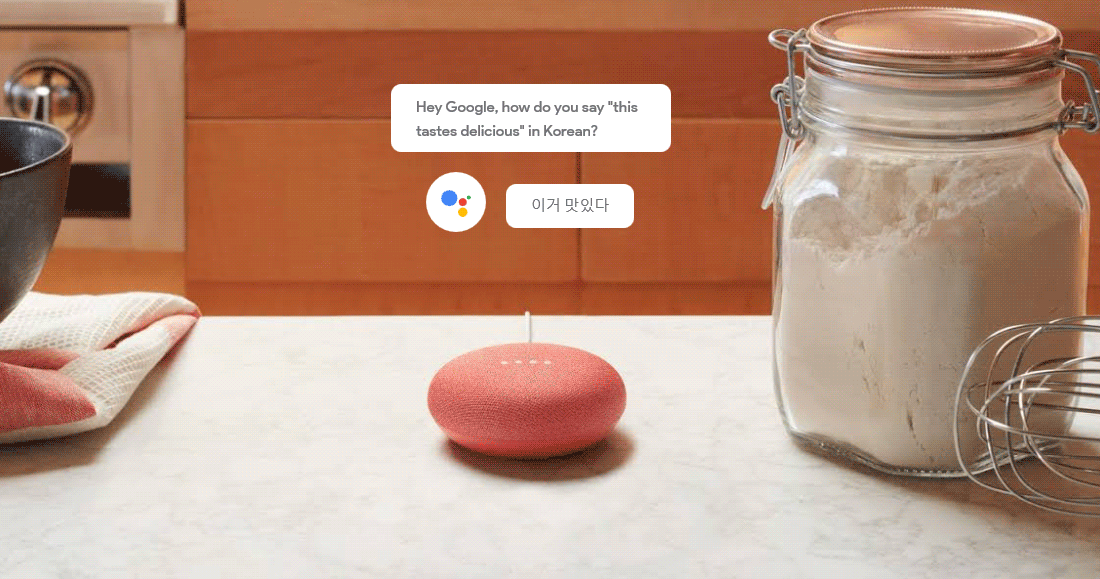 Hey Google, how do you say "this
tastes delicious" in Korean?
이거 맛있다